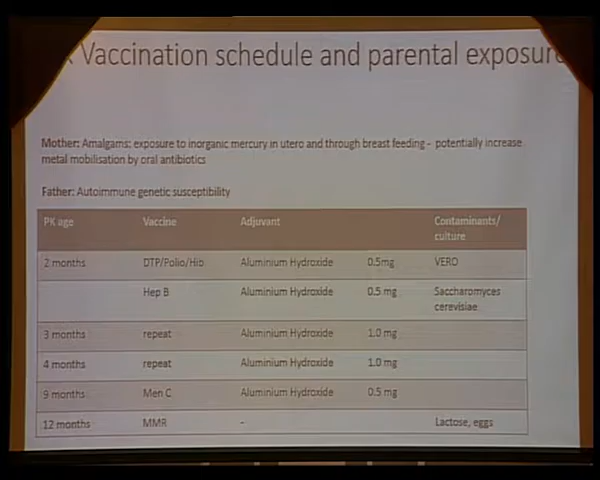 Vaccination schedule and parental exposure
Mother: Amalgams: exposure to inorganic mercury in utero and through breast feeding - potentially increase
metal mobilisation by oral antibiotics
Father: Autoimmune genetic susceptibility
PK age Vaccine Adjuvant Contaminants/
culture
2 months DTP/Polio/Hib Aluminium Hydroxide 0.5mg VERO
Hep B Aluminium Hydroxide 0.5 mg Saccharomyces
cerevisiae
3 months repeat Aluminium Hydroxide 1.0 mg
4 months repeat Aluminium Hydroxide 1.0 mg
9 months Men C Aluminium Hydroxide 0.5 mg
12 months MMR - Lactose, eggs